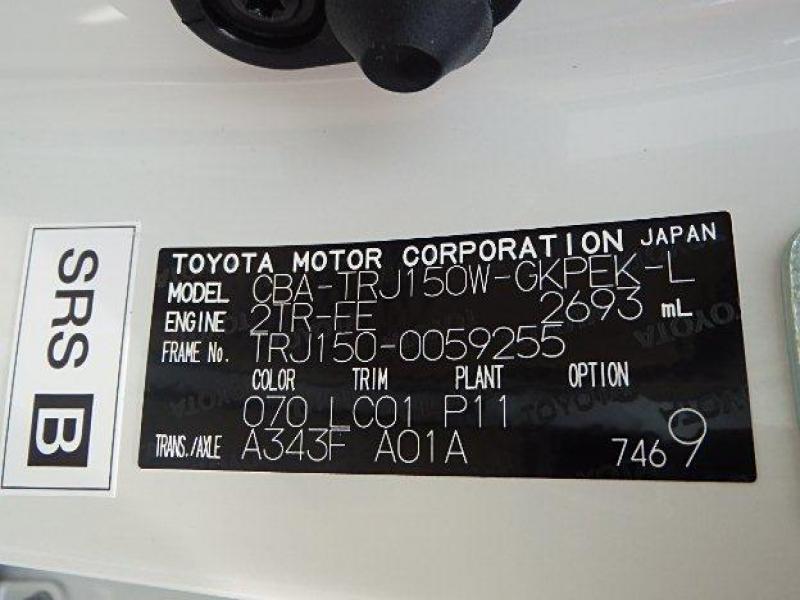 SRS B
TOYOTA MOTOR CORPORATION JAPAN
MODEL CBA-TRJ150W-GKPEK-L
ENGINE 2TR-FE 2693 mL
FRAME No. TRJ150-0059255
COLOR TRIM PLANT OPTION
070 LC01 P11
TRANS./AXLE A343F A01A
746 9